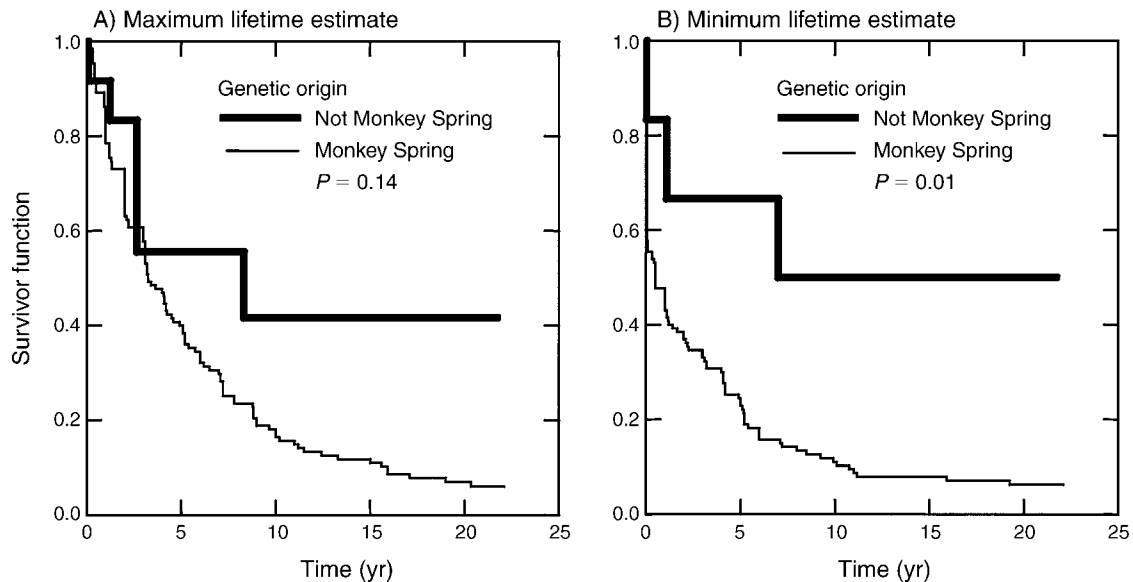 A) Maximum lifetime estimate
1.0
0.8
0.6
0.4
0.2
0.0
Survivor function
Genetic origin
Not Monkey Spring
Monkey Spring
P = 0.14
0 5 10 15 20 25
Time (yr)
B) Minimum lifetime estimate
1.0
0.8
0.6
0.4
0.2
0.0
Genetic origin
Not Monkey Spring
Monkey Spring
P = 0.01
0 5 10 15 20 25
Time (yr)